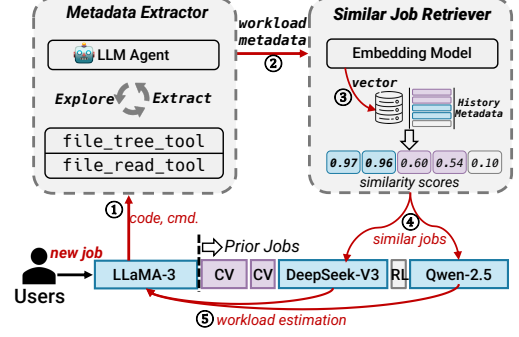 Metadata Extractor
LLM Agent
Explore
Extract
file_tree_tool
file_read_tool
workload
metadata
②
Similar Job Retriever
Embedding Model
③
vector
History
Metadata
0.97 0.96 0.60 0.54 0.10
similarity scores
①
code, cmd.
④
similar jobs
new job
Users
Prior Jobs
LLaMA-3
CV
CV
DeepSeek-V3
RL
Qwen-2.5
⑤ workload estimation